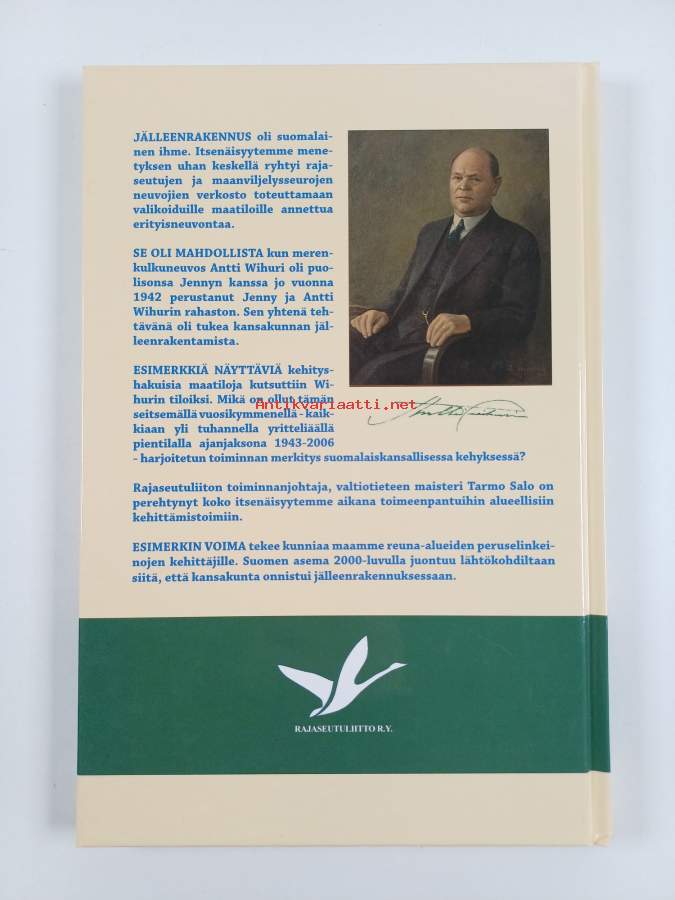 JÄLLEENRAKENNUS oli suomalai-
nen ihme. Itsenäisyytemme mene-
tyksen uhan keskellä ryhtyi raja-
seutujen ja maanviljelysseurojen
neuvojien verkosto toteuttamaan
valikoiduille maatiloille annettua
erityisneuvontaa.
SE OLI MAHDOLLISTA kun meren-
kulkuneuvos Antti Wihuri oli puo-
lisonsa Jennyn kanssa jo vuonna
1942 perustanut Jenny ja Antti
Wihurin rahaston. Sen yhtenä teh-
tävänä oli tukea kansakunnan jäl-
leenrakentamista.
ESIMERKKIÄ NÄYTTÄVIÄ kehitys-
hakuisia maatiloja kutsuttiin Wi-
hurin tiloiksi. Mikä on ollut tämän
seitsemällä vuosikymmenellä - kaik-
kiaan yli tuhannella yritteliäällä
pientilalla ajanjaksona 1943-2006
- harjoitetun toiminnan merkitys suomalaiskansallisessa kehyksessä?
Antikvariaatti.net
Antti Wihuri
Rajaseutuliiton toiminnanjohtaja, valtiotieteen maisteri Tarmo Salo on
perehtynyt koko itsenäisyytemme aikana toimeenpantuihin alueellisiin
kehittämistoimiin.
ESIMERKIN VOIMA tekee kunniaa maamme reuna-alueiden peruselinkei-
nojen kehittäjille. Suomen asema 2000-luvulla juontuu lähtökohdiltaan
siitä, että kansakunta onnistui jälleenrakennuksessaan.
RAJASEUTULIITTO R.Y.